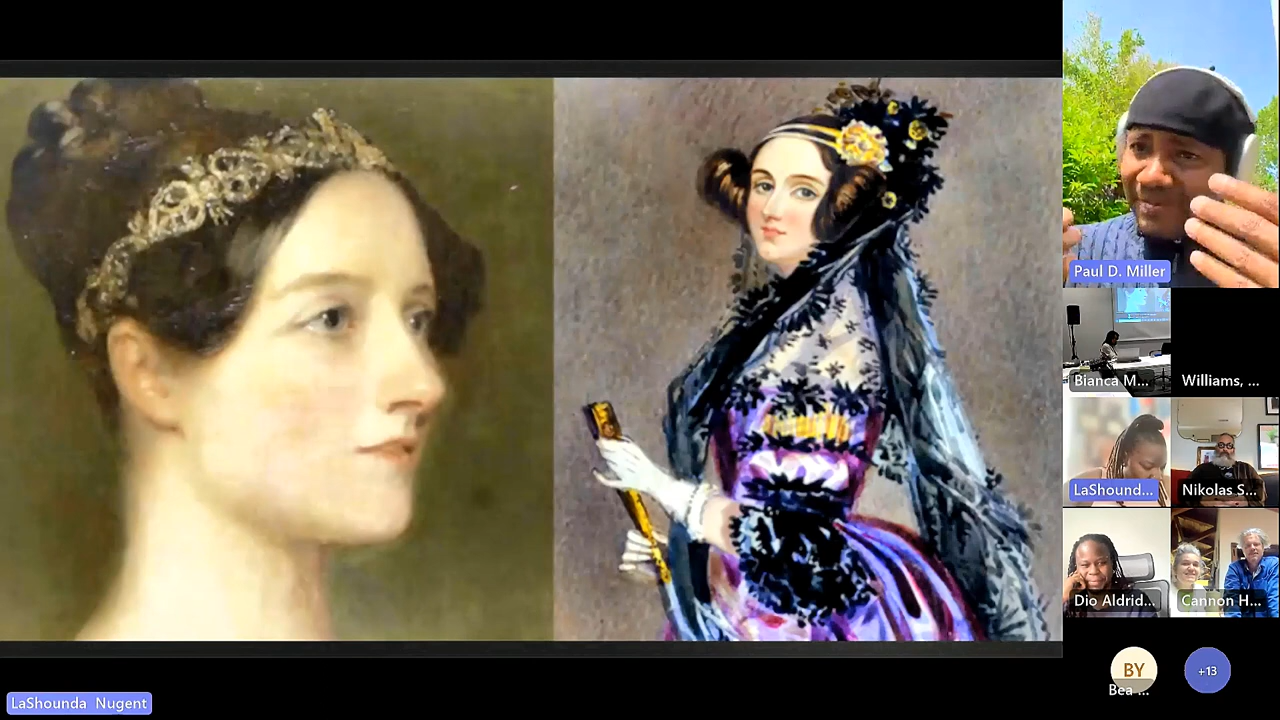 Paul D. Miller
Bianca M...
Williams, ...
LaShound...
Nikolas S...
Dio Aldrid...
Cannon H...
BY
Bea ...
+13
LaShounda Nugent